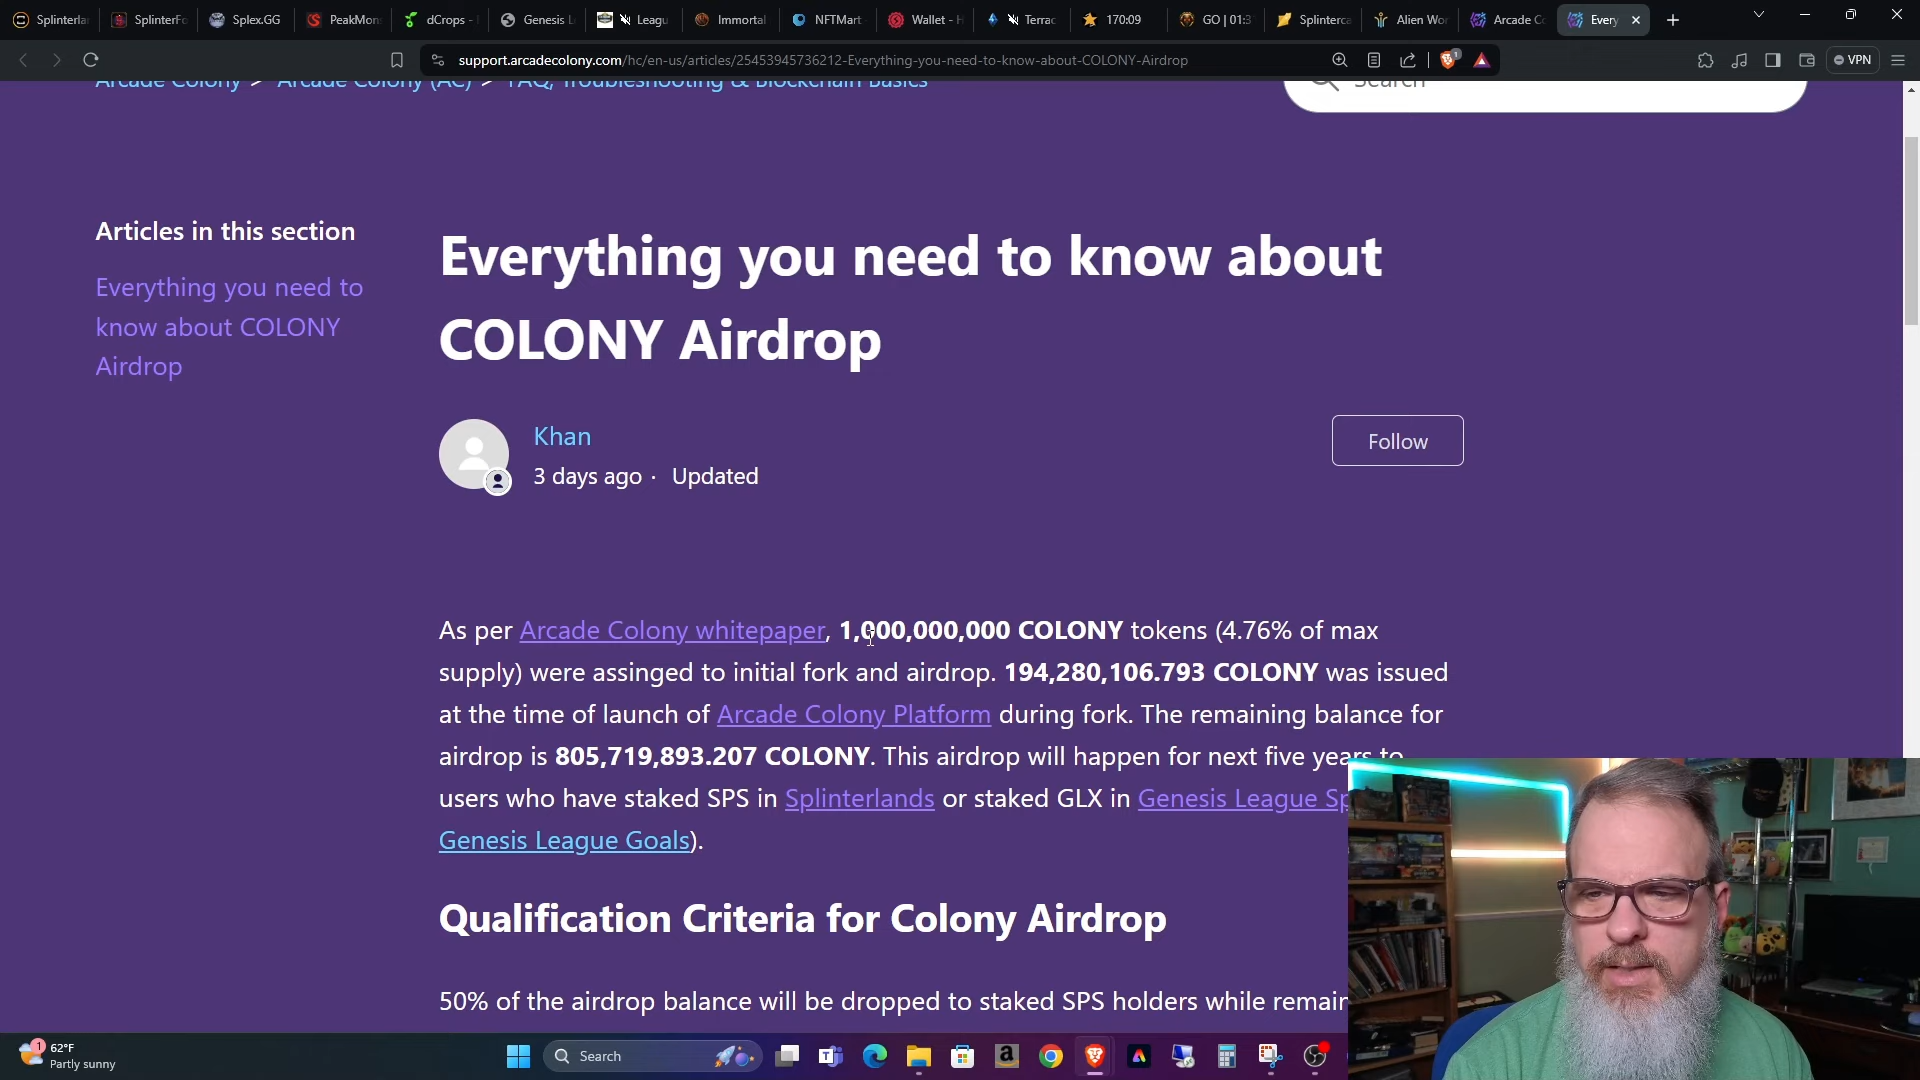 Splinterlar
SplinterFo
Splex.GG
PeakMons
dCrops -
Genesis L
Leagu
Immortal
NFTMart
Wallet - H
Terrac
170:09
GO | 01:3
Splinterca
Alien Wor
Arcade Co
Every
support.arcadecolony.com/hc/en-us/articles/25453945736212-Everything-you-need-to-know-about-COLONY-Airdrop
1
VPN
Arcade Colony > Arcade Colony (AC) > FAQ, Troubleshooting & Blockchain Basics
Search
Articles in this section
Everything you need to
know about COLONY
Airdrop
Everything you need to know about
COLONY Airdrop
Khan
3 days ago · Updated
Follow
As per Arcade Colony whitepaper, 1,000,000,000 COLONY tokens (4.76% of max
supply) were assinged to initial fork and airdrop. 194,280,106.793 COLONY was issued
at the time of launch of Arcade Colony Platform during fork. The remaining balance for
airdrop is 805,719,893.207 COLONY. This airdrop will happen for next five years to
users who have staked SPS in Splinterlands or staked GLX in Genesis League Sp
Genesis League Goals).
Qualification Criteria for Colony Airdrop
50% of the airdrop balance will be dropped to staked SPS holders while remain
1
62°F
Partly sunny
Search